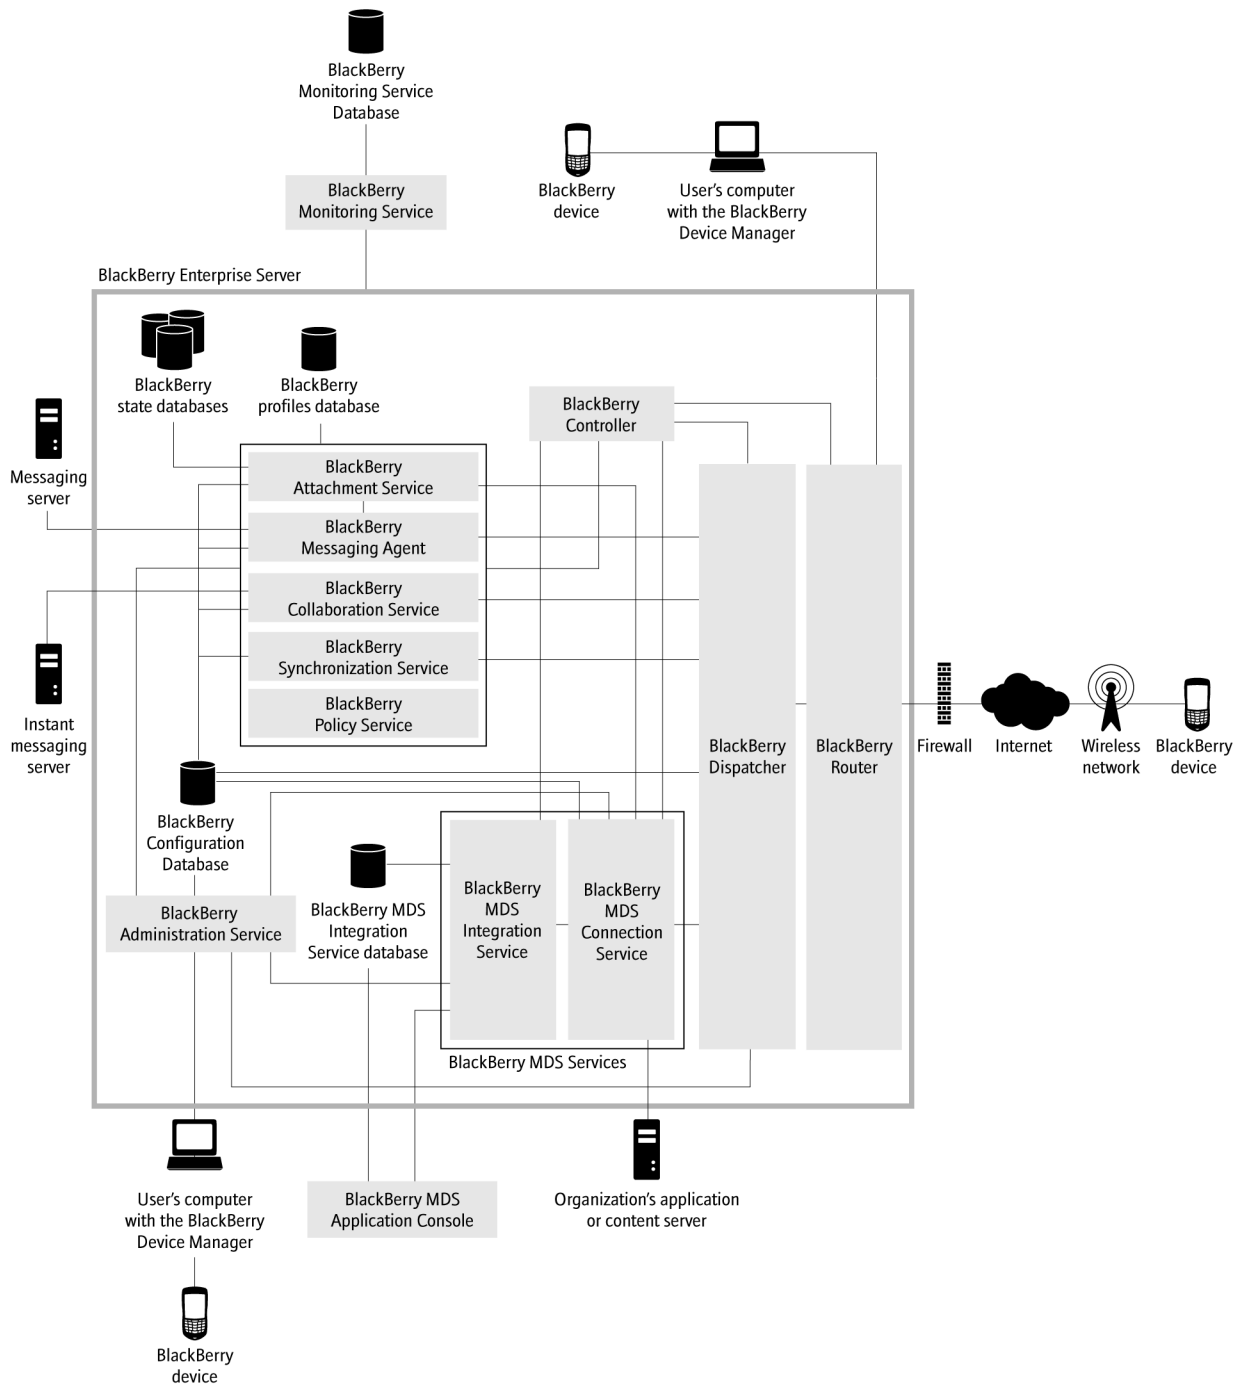 BlackBerry
Monitoring Service
Database
BlackBerry
device
User's computer
with the BlackBerry
Device Manager
BlackBerry
Monitoring Service
BlackBerry Enterprise Server
BlackBerry
state databases
BlackBerry
profiles database
BlackBerry
Controller
Messaging
server
BlackBerry
Attachment Service
BlackBerry
Messaging Agent
BlackBerry
Collaboration Service
BlackBerry
Synchronization Service
BlackBerry
Policy Service
Instant
messaging
server
BlackBerry
Dispatcher
BlackBerry
Router
Firewall
Internet
Wireless
network
BlackBerry
device
BlackBerry
Configuration
Database
BlackBerry
Administration Service
BlackBerry MDS
Integration
Service database
BlackBerry
MDS
Integration
Service
BlackBerry
MDS
Connection
Service
BlackBerry MDS Services
User's computer
with the BlackBerry
Device Manager
BlackBerry MDS
Application Console
Organization's application
or content server
BlackBerry
device